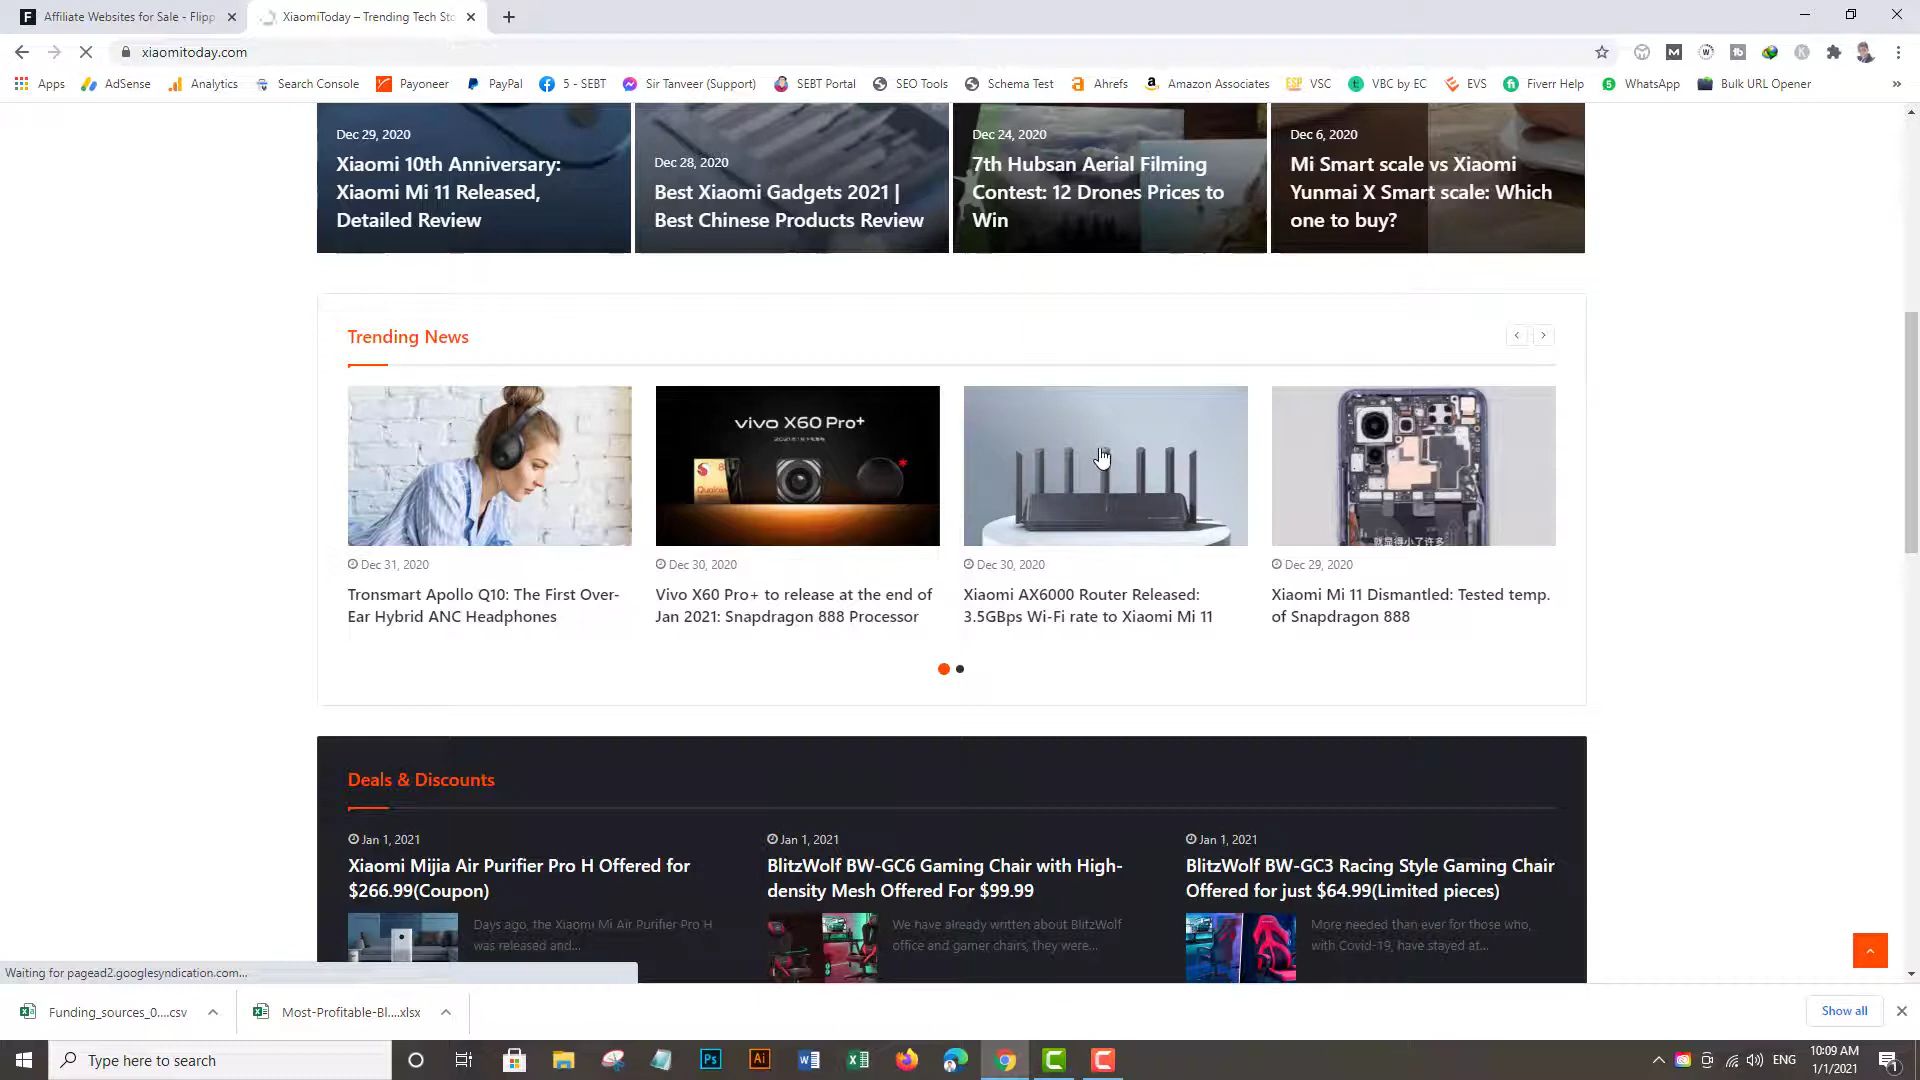 Affiliate Websites for Sale - Flipp
XiaomiToday – Trending Tech Sto
xiaomitoday.com
Apps
AdSense
Analytics
Search Console
Payoneer
PayPal
5 - SEBT
Sir Tanveer (Support)
SEBT Portal
SEO Tools
Schema Test
Ahrefs
Amazon Associates
VSC
VBC by EC
EVS
Fiverr Help
WhatsApp
Bulk URL Opener
Dec 29, 2020
Xiaomi 10th Anniversary:
Xiaomi Mi 11 Released,
Detailed Review
Dec 28, 2020
Best Xiaomi Gadgets 2021 |
Best Chinese Products Review
Dec 24, 2020
7th Hubsan Aerial Filming
Contest: 12 Drones Prices to
Win
Dec 6, 2020
Mi Smart scale vs Xiaomi
Yunmai X Smart scale: Which
one to buy?
Trending News
vivo X60 Pro+
就显得小了许多
Dec 31, 2020
Tronsmart Apollo Q10: The First Over-
Ear Hybrid ANC Headphones
Dec 30, 2020
Vivo X60 Pro+ to release at the end of
Jan 2021: Snapdragon 888 Processor
Dec 30, 2020
Xiaomi AX6000 Router Released:
3.5GBps Wi-Fi rate to Xiaomi Mi 11
Dec 29, 2020
Xiaomi Mi 11 Dismantled: Tested temp.
of Snapdragon 888
Deals & Discounts
Jan 1, 2021
Xiaomi Mijia Air Purifier Pro H Offered for
$266.99(Coupon)
Days ago, the Xiaomi Mi Air Purifier Pro H
was released and...
Jan 1, 2021
BlitzWolf BW-GC6 Gaming Chair with High-
density Mesh Offered For $99.99
We have already written about BlitzWolf
office and gamer chairs, they were...
Jan 1, 2021
BlitzWolf BW-GC3 Racing Style Gaming Chair
Offered for just $64.99(Limited pieces)
More needed than ever for those who,
with Covid-19, have stayed at...
Waiting for pagead2.googlesyndication.com...
Funding_sources_0....csv
Most-Profitable-Bl....xlsx
Show all
Type here to search
ENG
10:09 AM
1/1/2021